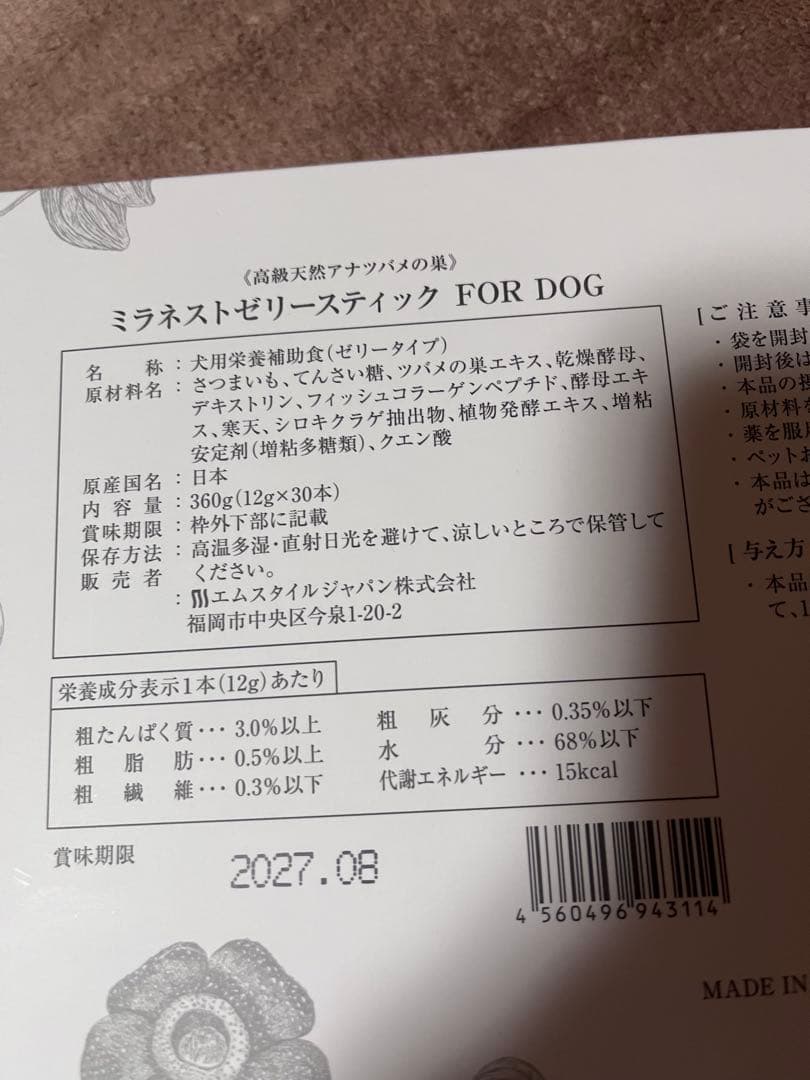 《高級天然アナツバメの巣》
ミラネストゼリースティック FOR DOG
名 称 : 犬用栄養補助食(ゼリータイプ)
原材料名 : さつまいも、てんさい糖、ツバメの巣エキス、乾燥酵母、
デキストリン、フィッシュコラーゲンペプチド、酵母エキ
ス、寒天、シロキクラゲ抽出物、植物発酵エキス、増粘
安定剤(増粘多糖類)、クエン酸
原産国名 : 日本
内容量 : 360g(12g×30本)
賞味期限 : 枠外下部に記載
保存方法 : 高温多湿・直射日光を避けて、涼しいところで保管して
ください。
販売者 : エムスタイルジャパン株式会社
福岡市中央区今泉1-20-2
栄養成分表示1本(12g)あたり
粗たんぱく質・・・3.0%以上
粗脂肪・・・0.5%以上
粗繊維・・・0.3%以下
粗灰分・・・0.35%以下
水分・・・68%以下
代謝エネルギー・・・15kcal
賞味期限 2027.08
4 560496 943114
[ご注意事
・袋を開封
・開封後は
・本品の摂
・原材料を
・薬を服用
・ペットお
・本品は
がござ
[与え方
・本品
て、1
MADE IN